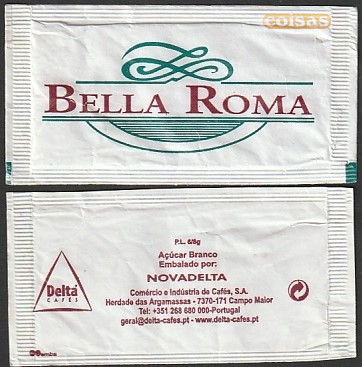 coisas
BELLA ROMA
P.L. 6/8g
Açúcar Branco
Embalado por:
NOVADELTA
Comércio e Indústria de Cafés, S.A.
Herdade das Argamassas - 7370-171 Campo Maior
Tel: +351 268 680 000-Portugal
geral@delta-cafes.pt - www.delta-cafes.pt
Delta
CAFÉS